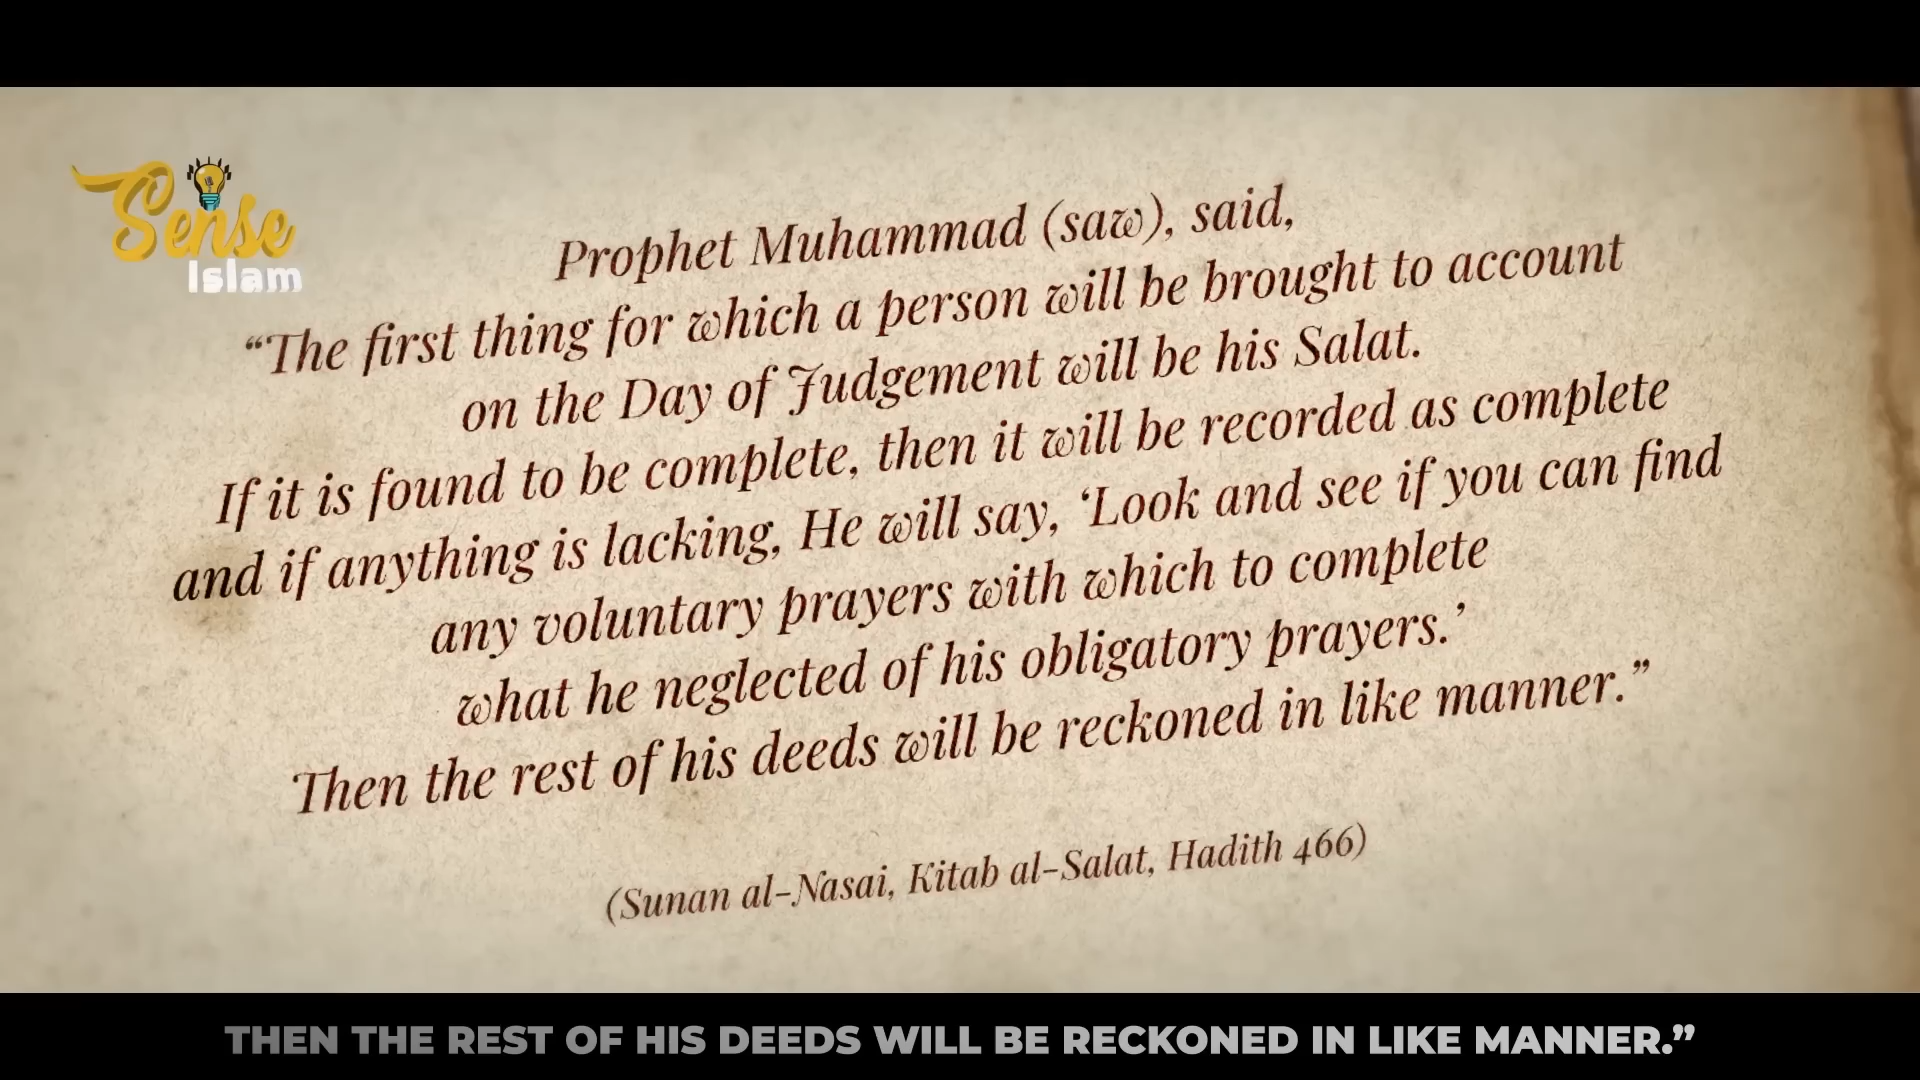 Sense
Islam
Prophet Muhammad (saw), said,
“The first thing for which a person will be brought to account
on the Day of Judgement will be his Salat.
If it is found to be complete, then it will be recorded as complete
and if anything is lacking, He will say, ‘Look and see if you can find
any voluntary prayers with which to complete
what he neglected of his obligatory prayers.’
Then the rest of his deeds will be reckoned in like manner.”
(Sunan al-Nasai, Kitab al-Salat, Hadith 466)
THEN THE REST OF HIS DEEDS WILL BE RECKONED IN LIKE MANNER.”